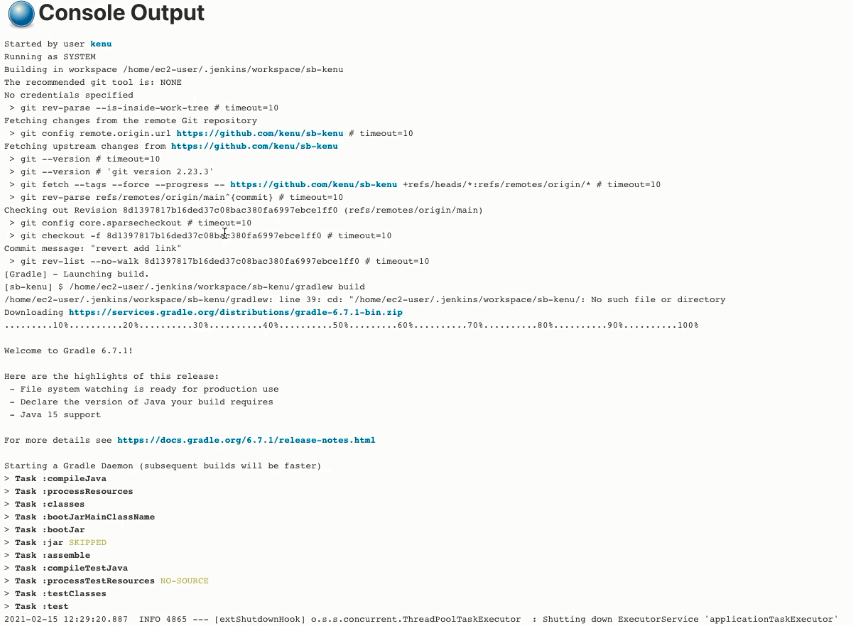 Console Output
Started by user kenu
Running as SYSTEM
Building in workspace /home/ec2-user/.jenkins/workspace/sb-kenu
The recommended git tool is: NONE
No credentials specified
> git rev-parse --is-inside-work-tree # timeout=10
Fetching changes from the remote Git repository
> git config remote.origin.url https://github.com/kenu/sb-kenu # timeout=10
Fetching upstream changes from https://github.com/kenu/sb-kenu
> git --version # timeout=10
> git --version # 'git version 2.23.3'
> git fetch --tags --force --progress -- https://github.com/kenu/sb-kenu +refs/heads/*:refs/remotes/origin/* # timeout=10
> git rev-parse refs/remotes/origin/main^{commit} # timeout=10
Checking out Revision 8d1397817b16ded37c08bac380fa6997ebce1ff0 (refs/remotes/origin/main)
> git config core.sparsecheckout # timeout=10
> git checkout -f 8d1397817b16ded37c08bac380fa6997ebce1ff0 # timeout=10
Commit message: "revert add link"
> git rev-list --no-walk 8d1397817b16ded37c08bac380fa6997ebce1ff0 # timeout=10
[Gradle] - Launching build.
[sb-kenu] $ /home/ec2-user/.jenkins/workspace/sb-kenu/gradlew build
/home/ec2-user/.jenkins/workspace/sb-kenu/gradlew: line 39: cd: "/home/ec2-user/.jenkins/workspace/sb-kenu/: No such file or directory
Downloading https://services.gradle.org/distributions/gradle-6.7.1-bin.zip
.........10%..........20%..........30%..........40%..........50%.........60%..........70%..........80%..........90%..........100%
Welcome to Gradle 6.7.1!
Here are the highlights of this release:
- File system watching is ready for production use
- Declare the version of Java your build requires
- Java 15 support
For more details see https://docs.gradle.org/6.7.1/release-notes.html
Starting a Gradle Daemon (subsequent builds will be faster)
> Task :compileJava
> Task :processResources
> Task :classes
> Task :bootJarMainClassName
> Task :bootJar
> Task :jar SKIPPED
> Task :assemble
> Task :compileTestJava
> Task :processTestResources NO-SOURCE
> Task :testClasses
> Task :test
2021-02-15 12:29:20.887  INFO 4865 --- [extShutdownHook] o.s.s.concurrent.ThreadPoolTaskExecutor  : Shutting down ExecutorService 'applicationTaskExecutor'